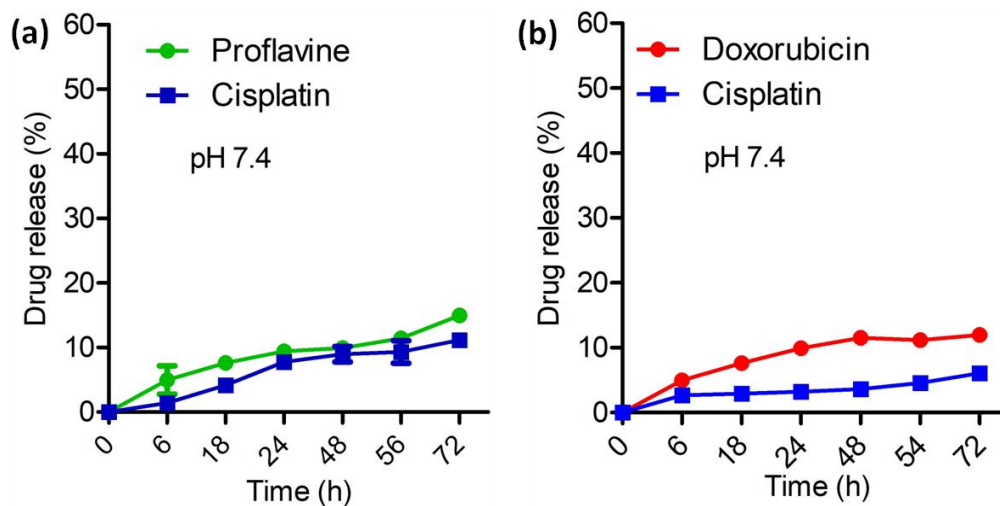 (a)
Proflavine
Cisplatin
pH 7.4
Drug release (%)
60
50
40
30
20
10
0
0 6 18 24 48 56 72
Time (h)
(b)
Doxorubicin
Cisplatin
pH 7.4
Drug release (%)
60
50
40
30
20
10
0
0 6 18 24 48 54 72
Time (h)